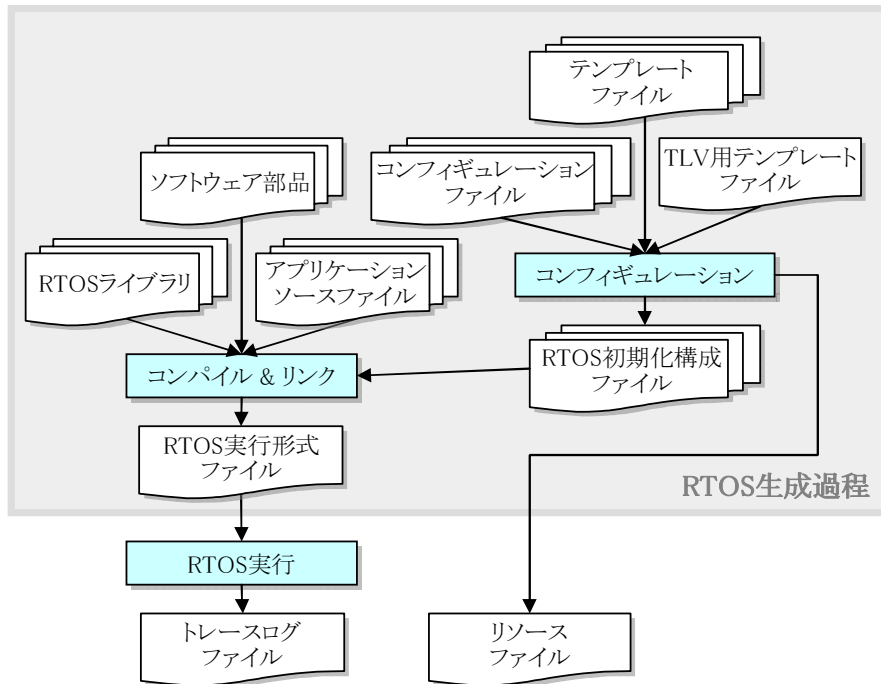 テンプレート
ファイル
ソフトウェア部品
コンフィギュレーション
ファイル
TLV用テンプレート
ファイル
RTOSライブラリ
アプリケーション
ソースファイル
コンフィギュレーション
コンパイル & リンク
RTOS初期化構成
ファイル
RTOS実行形式
ファイル
RTOS生成過程
RTOS実行
トレースログ
ファイル
リソース
ファイル